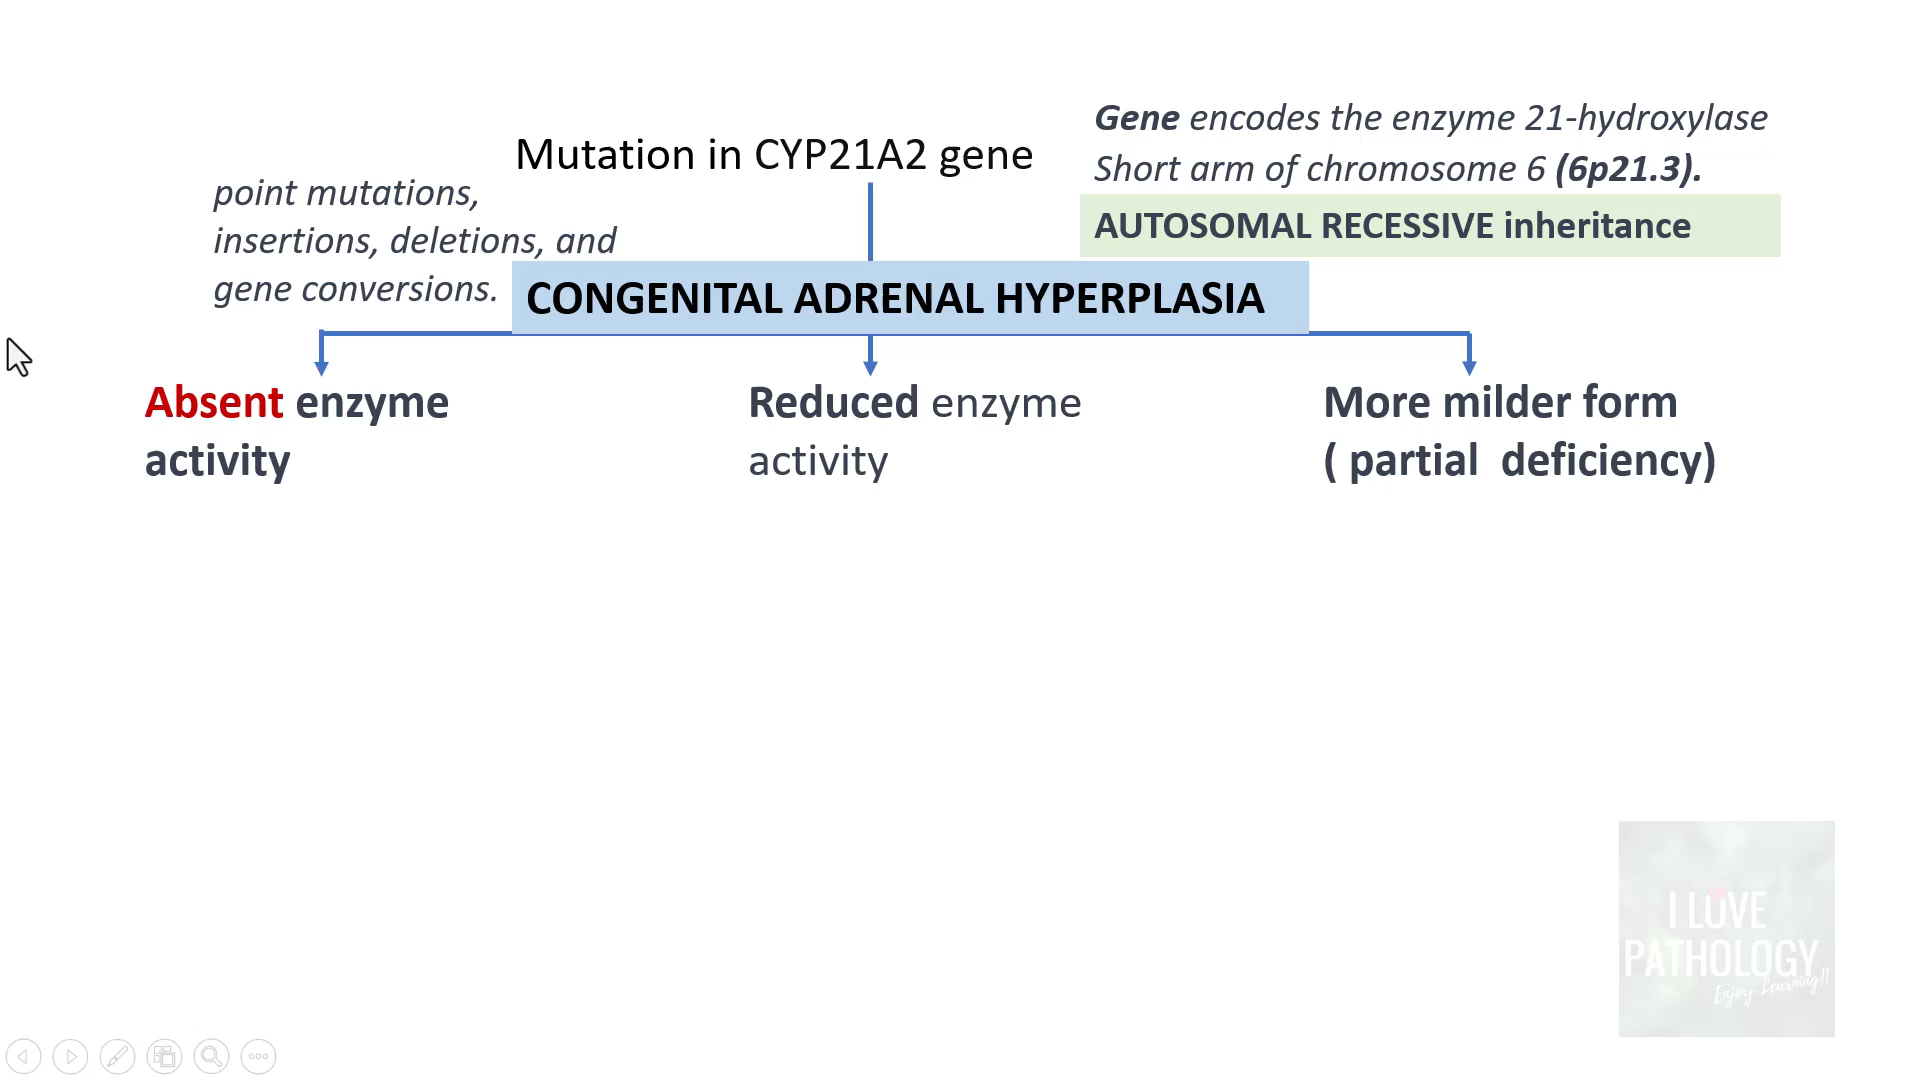 Mutation in CYP21A2 gene
Gene encodes the enzyme 21-hydroxylase
Short arm of chromosome 6 (6p21.3).
AUTOSOMAL RECESSIVE inheritance
point mutations,
insertions, deletions, and
gene conversions.
CONGENITAL ADRENAL HYPERPLASIA
Absent enzyme
activity
Reduced enzyme
activity
More milder form
( partial  deficiency)
I LOVE
PATHOLOGY
Enjoy Learning!!